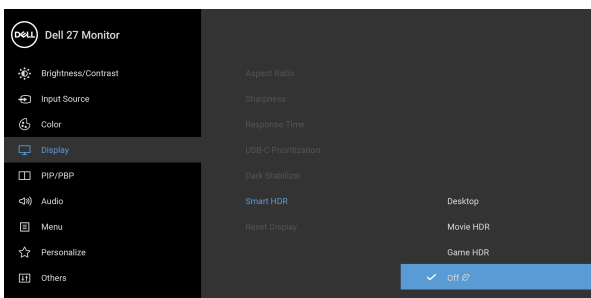 DELL
Dell 27 Monitor
Brightness/Contrast
Input Source
Color
Display
PIP/PBP
Audio
Menu
Personalize
Others
Aspect Ratio
Sharpness
Response Time
USB-C Prioritization
Dark Stabilizer
Smart HDR
Reset Display
Desktop
Movie HDR
Game HDR
Off